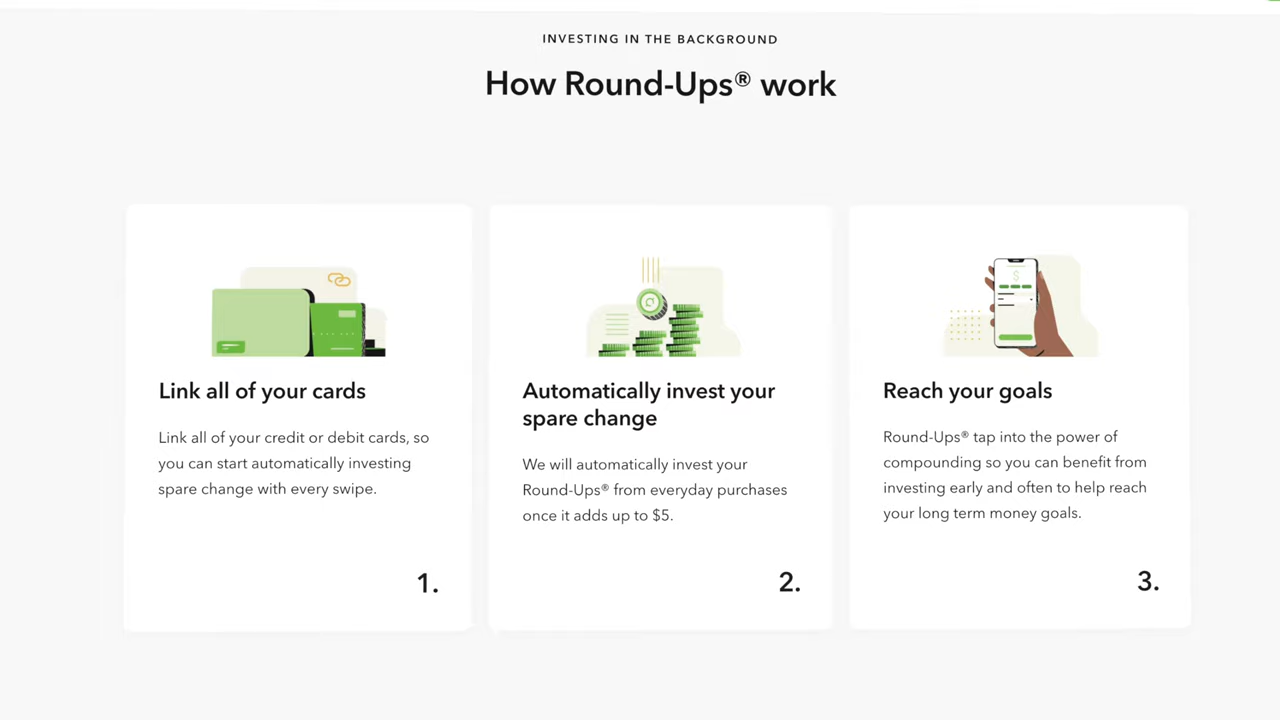 INVESTING IN THE BACKGROUND
How Round-Ups® work
Link all of your cards
Link all of your credit or debit cards, so
you can start automatically investing
spare change with every swipe.
1.
Automatically invest your
spare change
We will automatically invest your
Round-Ups® from everyday purchases
once it adds up to $5.
2.
$
Reach your goals
Round-Ups® tap into the power of
compounding so you can benefit from
investing early and often to help reach
your long term money goals.
3.